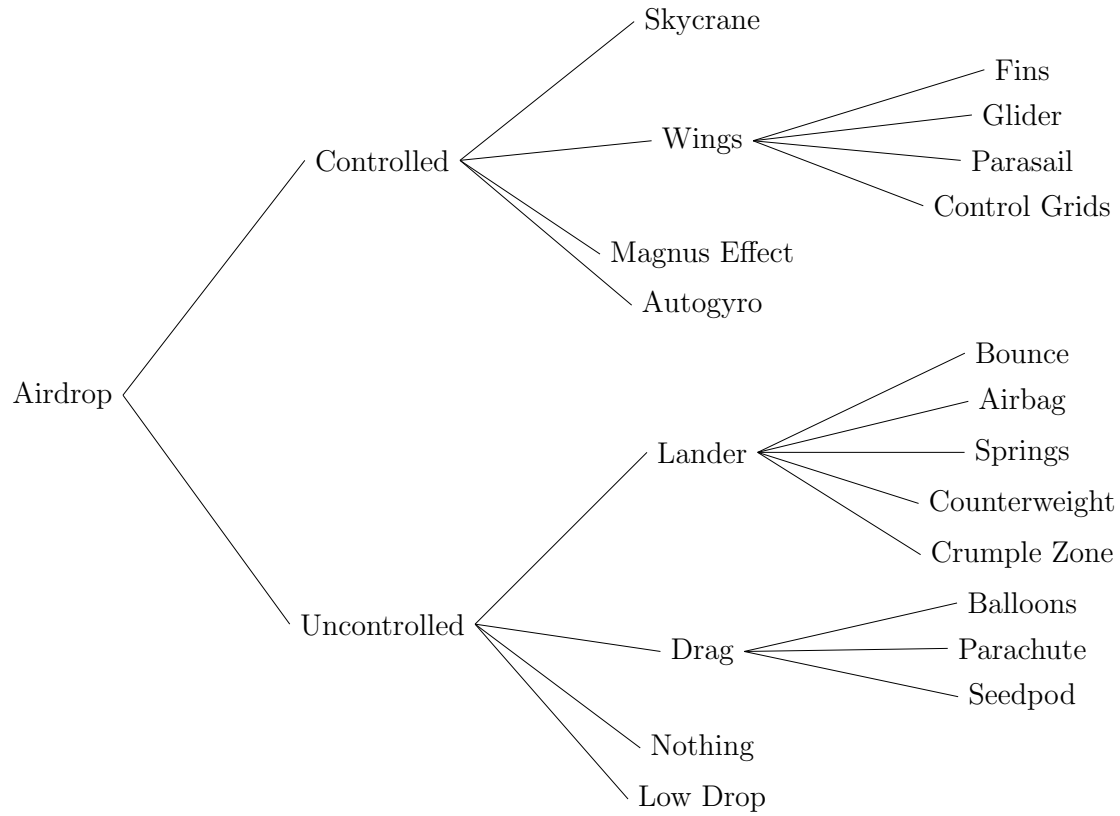 Skycrane
Fins
Glider
Wings
Controlled
Parasail
Control Grids
Magnus Effect
Autogyro
Bounce
Airdrop
Airbag
Lander
Springs
Counterweight
Crumple Zone
Balloons
Uncontrolled
Drag
Parachute
Seedpod
Nothing
Low Drop